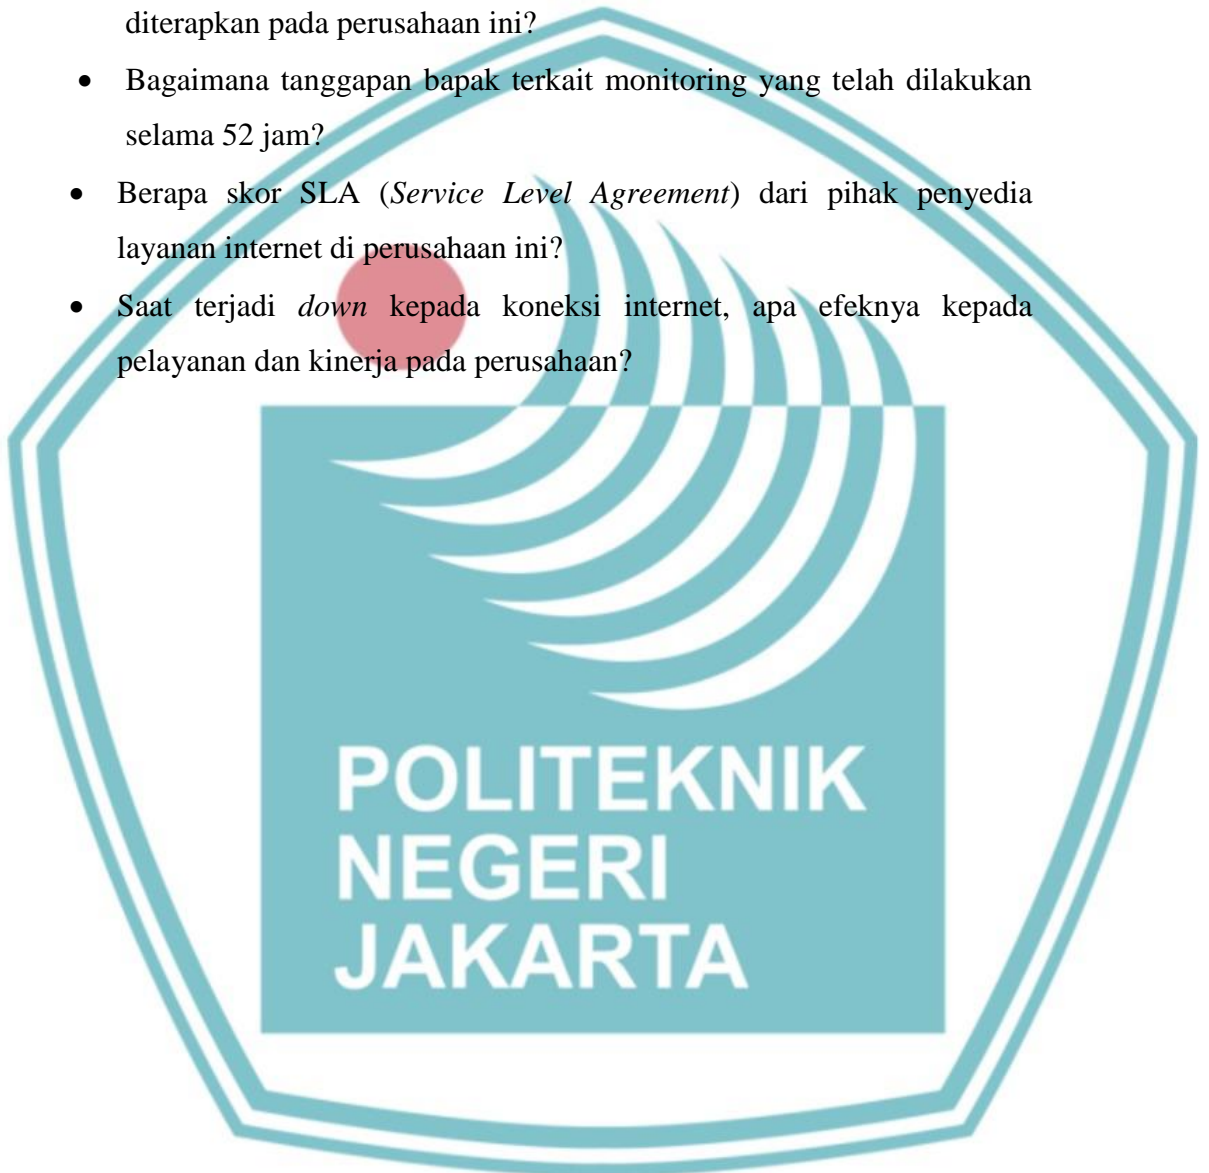 diterapkan pada perusahaan ini?
• Bagaimana tanggapan bapak terkait monitoring yang telah dilakukan
selama 52 jam?
• Berapa skor SLA (Service Level Agreement) dari pihak penyedia
layanan internet di perusahaan ini?
• Saat terjadi down kepada koneksi internet, apa efeknya kepada
pelayanan dan kinerja pada perusahaan?
POLITEKNIK
NEGERI
JAKARTA